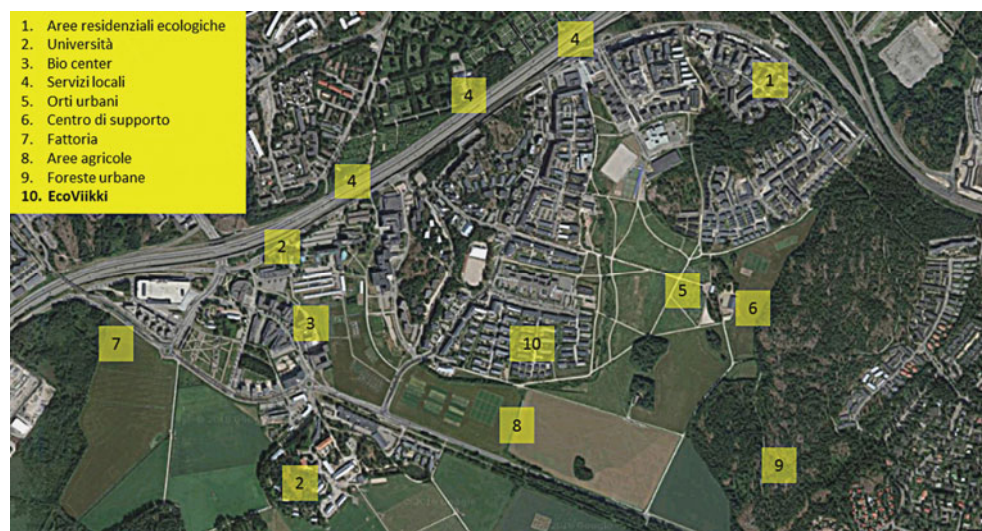 1. Aree residenziali ecologiche
2. Università
3. Bio center
4. Servizi locali
5. Orti urbani
6. Centro di supporto
7. Fattoria
8. Aree agricole
9. Foreste urbane
10. EcoViikki
4
4
1
4
2
5
6
3
7
10
8
9
2